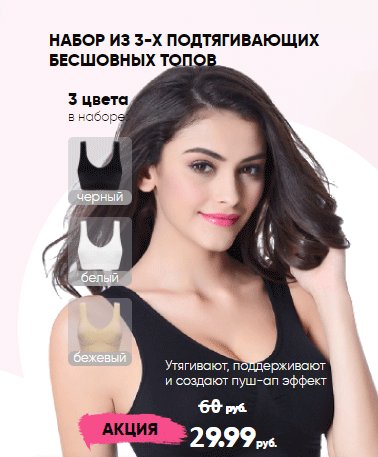 НАБОР ИЗ 3-Х ПОДТЯГИВАЮЩИХ
БЕСШОВНЫХ ТОПОВ
3 цвета
в наборе:
черный
белый
бежевый
Утягивают, поддерживают
и создают пуш-ап эффект
60 руб.
АКЦИЯ
29.99 руб.